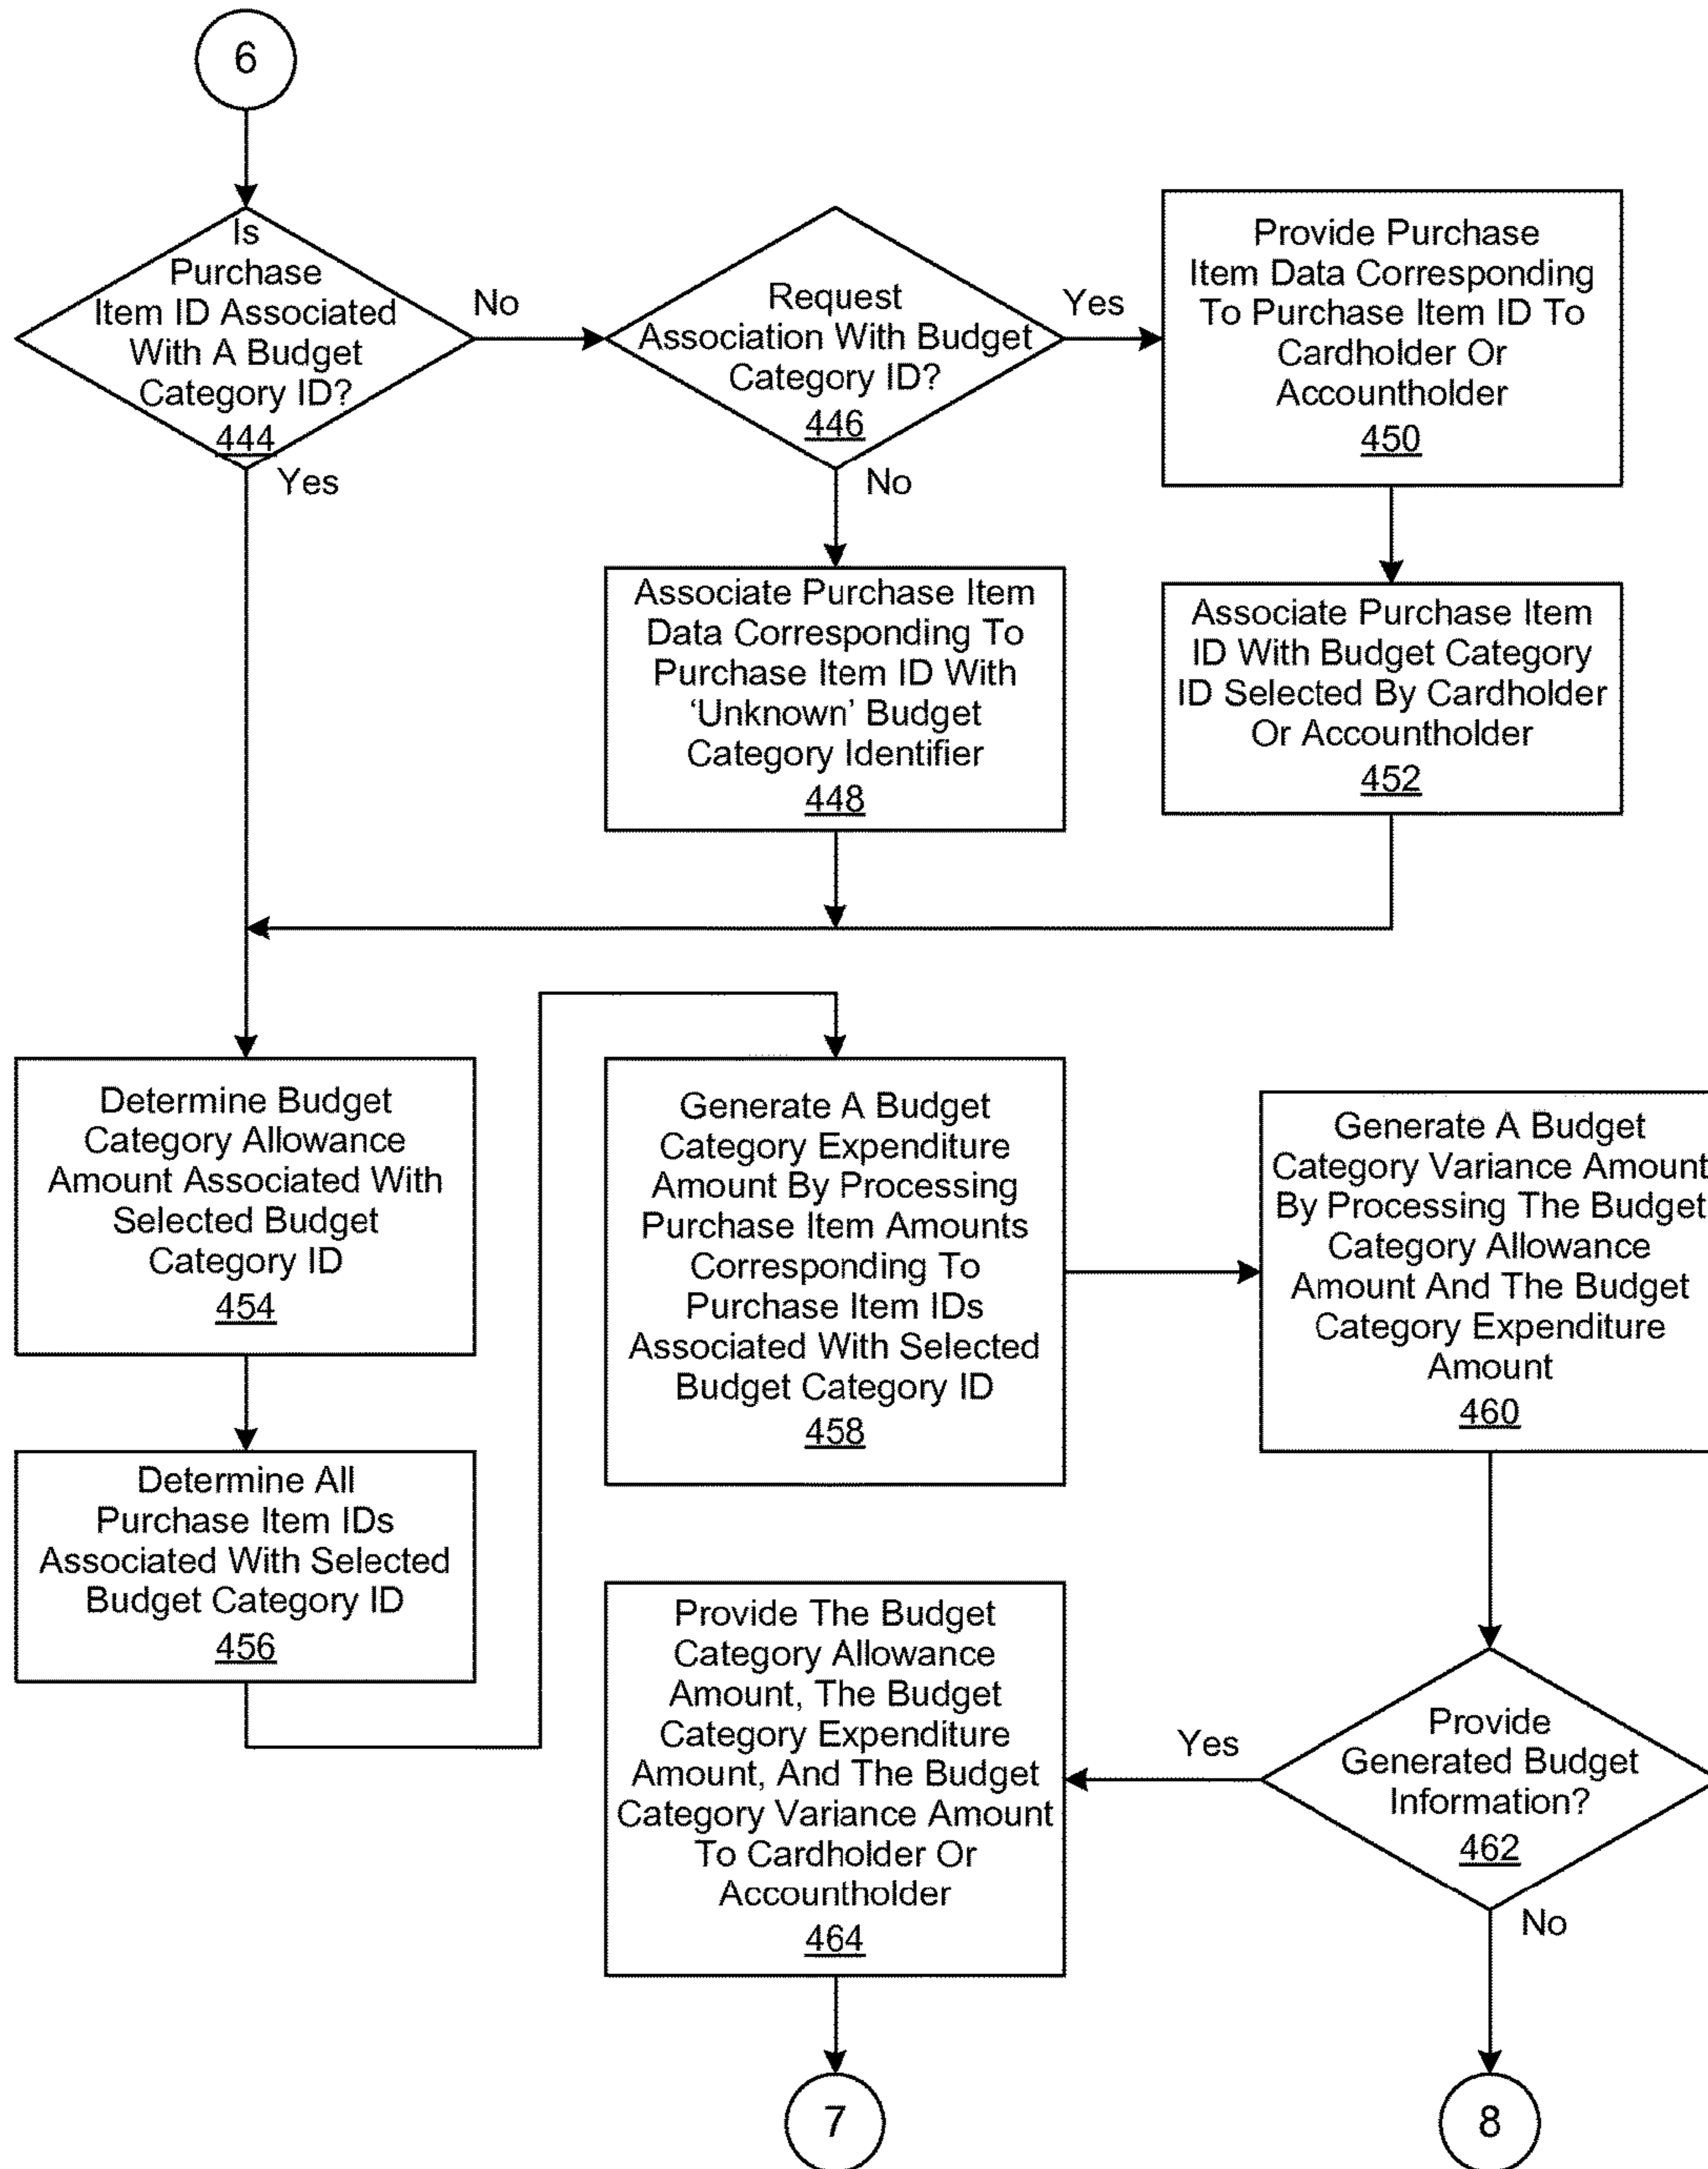 6
Is
Purchase
Item ID Associated
With A Budget
Category ID?
444
No
Yes
Request
Association With Budget
Category ID?
446
Yes
No
Provide Purchase
Item Data Corresponding
To Purchase Item ID To
Cardholder Or
Accountholder
450
Associate Purchase Item
Data Corresponding To
Purchase Item ID With
‘Unknown’ Budget
Category Identifier
448
Associate Purchase Item
ID With Budget Category
ID Selected By Cardholder
Or Accountholder
452
Determine Budget
Category Allowance
Amount Associated With
Selected Budget
Category ID
454
Determine All
Purchase Item IDs
Associated With Selected
Budget Category ID
456
Generate A Budget
Category Expenditure
Amount By Processing
Purchase Item Amounts
Corresponding To
Purchase Item IDs
Associated With Selected
Budget Category ID
458
Generate A Budget
Category Variance Amount
By Processing The Budget
Category Allowance
Amount And The Budget
Category Expenditure
Amount
460
Provide
Generated Budget
Information?
462
Yes
No
Provide The Budget
Category Allowance
Amount, The Budget
Category Expenditure
Amount, And The Budget
Category Variance Amount
To Cardholder Or
Accountholder
464
7
8